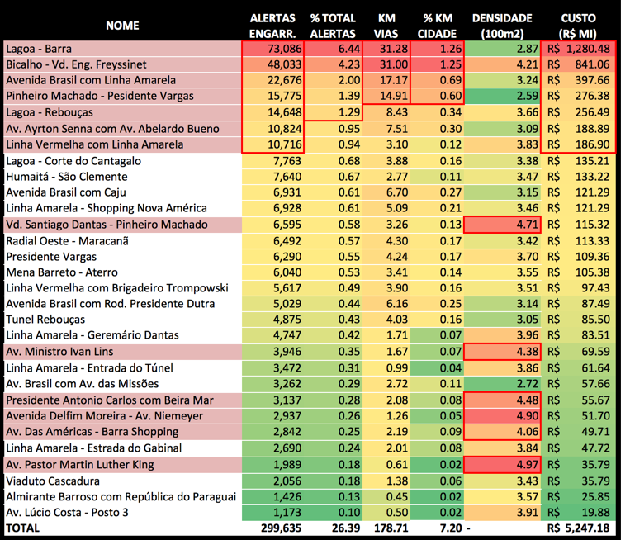 NOME ALERTAS ENGARR. % TOTAL ALERTAS KM VIAS % KM CIDADE DENSIDADE (100m2) CUSTO (R$ MI)
Lagoa - Barra 73,086 6.44 31.28 1.26 2.87 R$ 1,280.48
Bicalho - Vd. Eng. Freyssinet 48,033 4.23 31.00 1.25 4.21 R$ 841.06
Avenida Brasil com Linha Amarela 22,676 2.00 17.17 0.69 3.24 R$ 397.66
Pinheiro Machado - Pesidente Vargas 15,775 1.39 14.91 0.60 2.59 R$ 276.38
Lagoa - Rebouças 14,648 1.29 8.43 0.34 3.66 R$ 256.49
Av. Ayrton Senna com Av. Abelardo Bueno 10,824 0.95 7.51 0.30 3.09 R$ 188.89
Linha Vermelha com Linha Amarela 10,716 0.94 3.10 0.12 3.83 R$ 186.90
Lagoa - Corte do Cantagalo 7,763 0.68 3.88 0.16 3.38 R$ 135.21
Humaitá - São Clemente 7,640 0.67 2.77 0.11 3.47 R$ 133.22
Avenida Brasil com Caju 6,931 0.61 6.70 0.27 3.15 R$ 121.29
Linha Amarela - Shopping Nova América 6,928 0.61 5.09 0.21 3.46 R$ 121.29
Vd. Santiago Dantas - Pinheiro Machado 6,595 0.58 3.26 0.13 4.71 R$ 115.32
Radial Oeste - Maracanã 6,492 0.57 4.30 0.17 3.42 R$ 113.33
Presidente Vargas 6,290 0.55 4.24 0.17 3.70 R$ 109.36
Mena Barreto - Aterro 6,040 0.53 3.41 0.14 3.55 R$ 105.38
Linha Vermelha com Brigadeiro Trompowski 5,617 0.49 3.90 0.16 3.51 R$ 97.43
Avenida Brasil com Rod. Presidente Dutra 5,029 0.44 6.16 0.25 3.14 R$ 87.49
Tunel Rebouças 4,875 0.43 4.03 0.16 3.05 R$ 85.50
Linha Amarela - Geremário Dantas 4,747 0.42 1.71 0.07 3.96 R$ 83.51
Av. Ministro Ivan Lins 3,946 0.35 1.67 0.07 4.38 R$ 69.59
Linha Amarela - Entrada do Túnel 3,472 0.31 0.99 0.04 3.86 R$ 61.64
Av. Brasil com Av. das Missões 3,262 0.29 2.72 0.11 2.72 R$ 57.66
Presidente Antonio Carlos com Beira Mar 3,137 0.28 2.08 0.08 4.48 R$ 55.67
Avenida Delfim Moreira - Av. Niemeyer 2,937 0.26 1.26 0.05 4.90 R$ 51.70
Av. Das Américas - Barra Shopping 2,842 0.25 2.19 0.09 4.06 R$ 49.71
Linha Amarela - Estrada do Gabinal 2,690 0.24 2.01 0.08 3.84 R$ 47.72
Av. Pastor Martin Luther King 1,989 0.18 0.61 0.02 4.97 R$ 35.79
Viaduto Cascadura 2,056 0.18 1.38 0.06 3.43 R$ 35.79
Almirante Barroso com República do Paraguai 1,426 0.13 0.45 0.02 3.57 R$ 25.85
Av. Lúcio Costa - Posto 3 1,173 0.10 0.50 0.02 3.91 R$ 19.88
TOTAL 299,635 26.39 178.71 7.20 - R$ 5,247.18